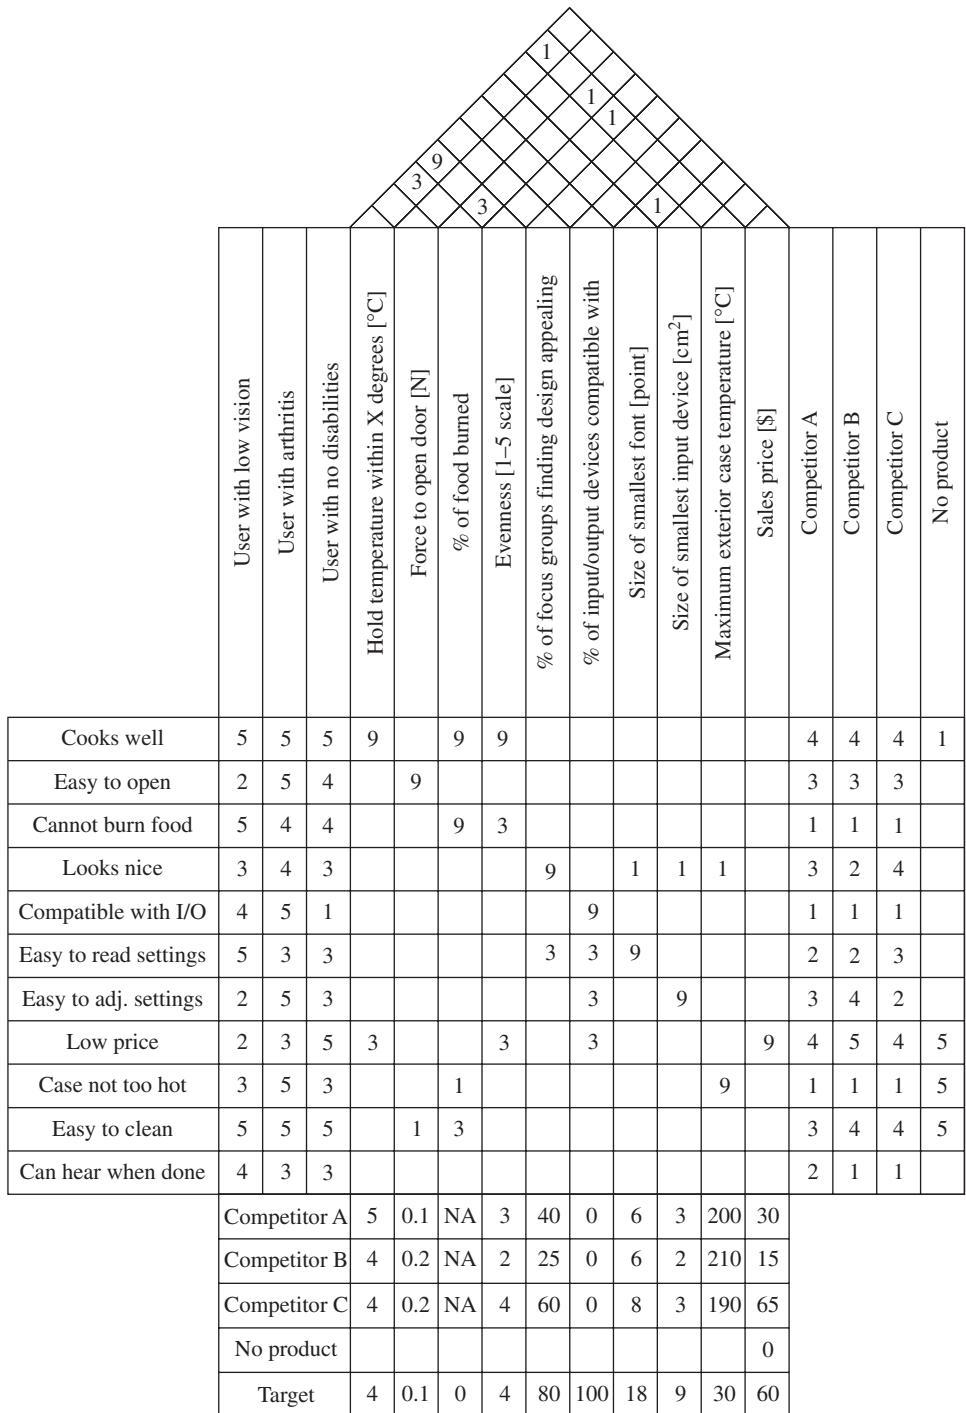 1
1
1
9
3
3
1
User with low vision
User with arthritis
User with no disabilities
Hold temperature within X degrees [°C]
Force to open door [N]
% of food burned
Evenness [1–5 scale]
% of focus groups finding design appealing
% of input/output devices compatible with
Size of smallest font [point]
Size of smallest input device [cm²]
Maximum exterior case temperature [°C]
Sales price [$]
Competitor A
Competitor B
Competitor C
No product
Cooks well 5 5 5 9 9 9 4 4 4 1
Easy to open 2 5 4 9 3 3 3
Cannot burn food 5 4 4 9 3 1 1 1
Looks nice 3 4 3 9 1 1 1 3 2 4
Compatible with I/O 4 5 1 9 1 1 1
Easy to read settings 5 3 3 3 3 9 2 2 3
Easy to adj. settings 2 5 3 3 9 3 4 2
Low price 2 3 5 3 3 3 9 4 5 4 5
Case not too hot 3 5 3 1 9 1 1 1 5
Easy to clean 5 5 5 1 3 3 4 4 5
Can hear when done 4 3 3 2 1 1
Competitor A 5 0.1 NA 3 40 0 6 3 200 30
Competitor B 4 0.2 NA 2 25 0 6 2 210 15
Competitor C 4 0.2 NA 4 60 0 8 3 190 65
No product 0
Target 4 0.1 0 4 80 100 18 9 30 60